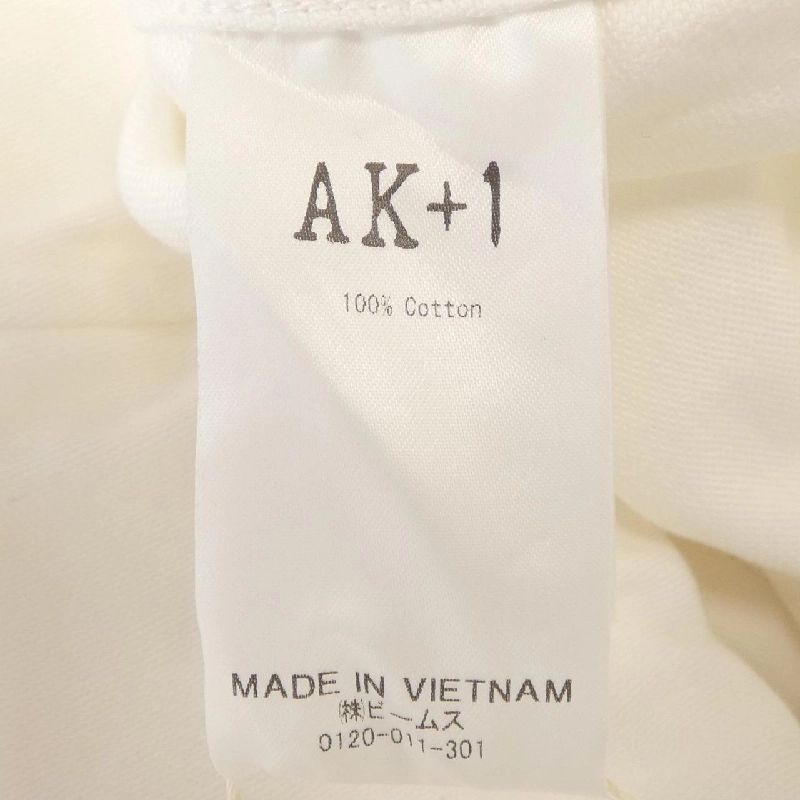 AK+1
100% Cotton
MADE IN VIETNAM
㈱ビームス
0120-011-301